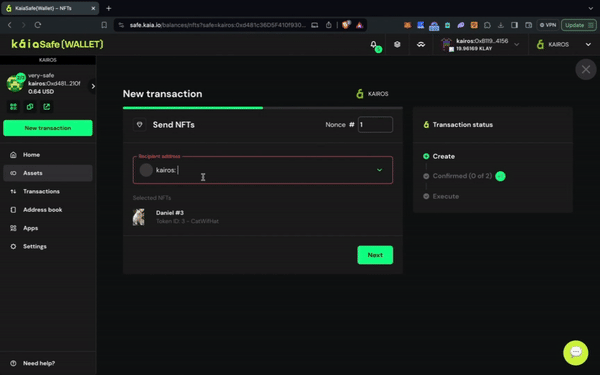 KaiaSafe(Wallet) – NFTs
safe.kaia.io/balances/nfts?safe=kairos:0xd481c36D5F410f930...
VPN
Update
kaiaSafe(WALLET)
kairos:0x8119...4156
19.96169 KLAY
KAIROS
KAIROS
very-safe
kairos:0xd481...210f
0.64 USD
New transaction
Home
Assets
Transactions
Address book
Apps
Settings
Need help?
New transaction
KAIROS
Send NFTs
Nonce # 1
Recipient address
kairos:
Selected NFTs
Daniel #3
Token ID: 3 - CatWifHat
Next
Transaction status
Create
Confirmed (0 of 2)
Execute